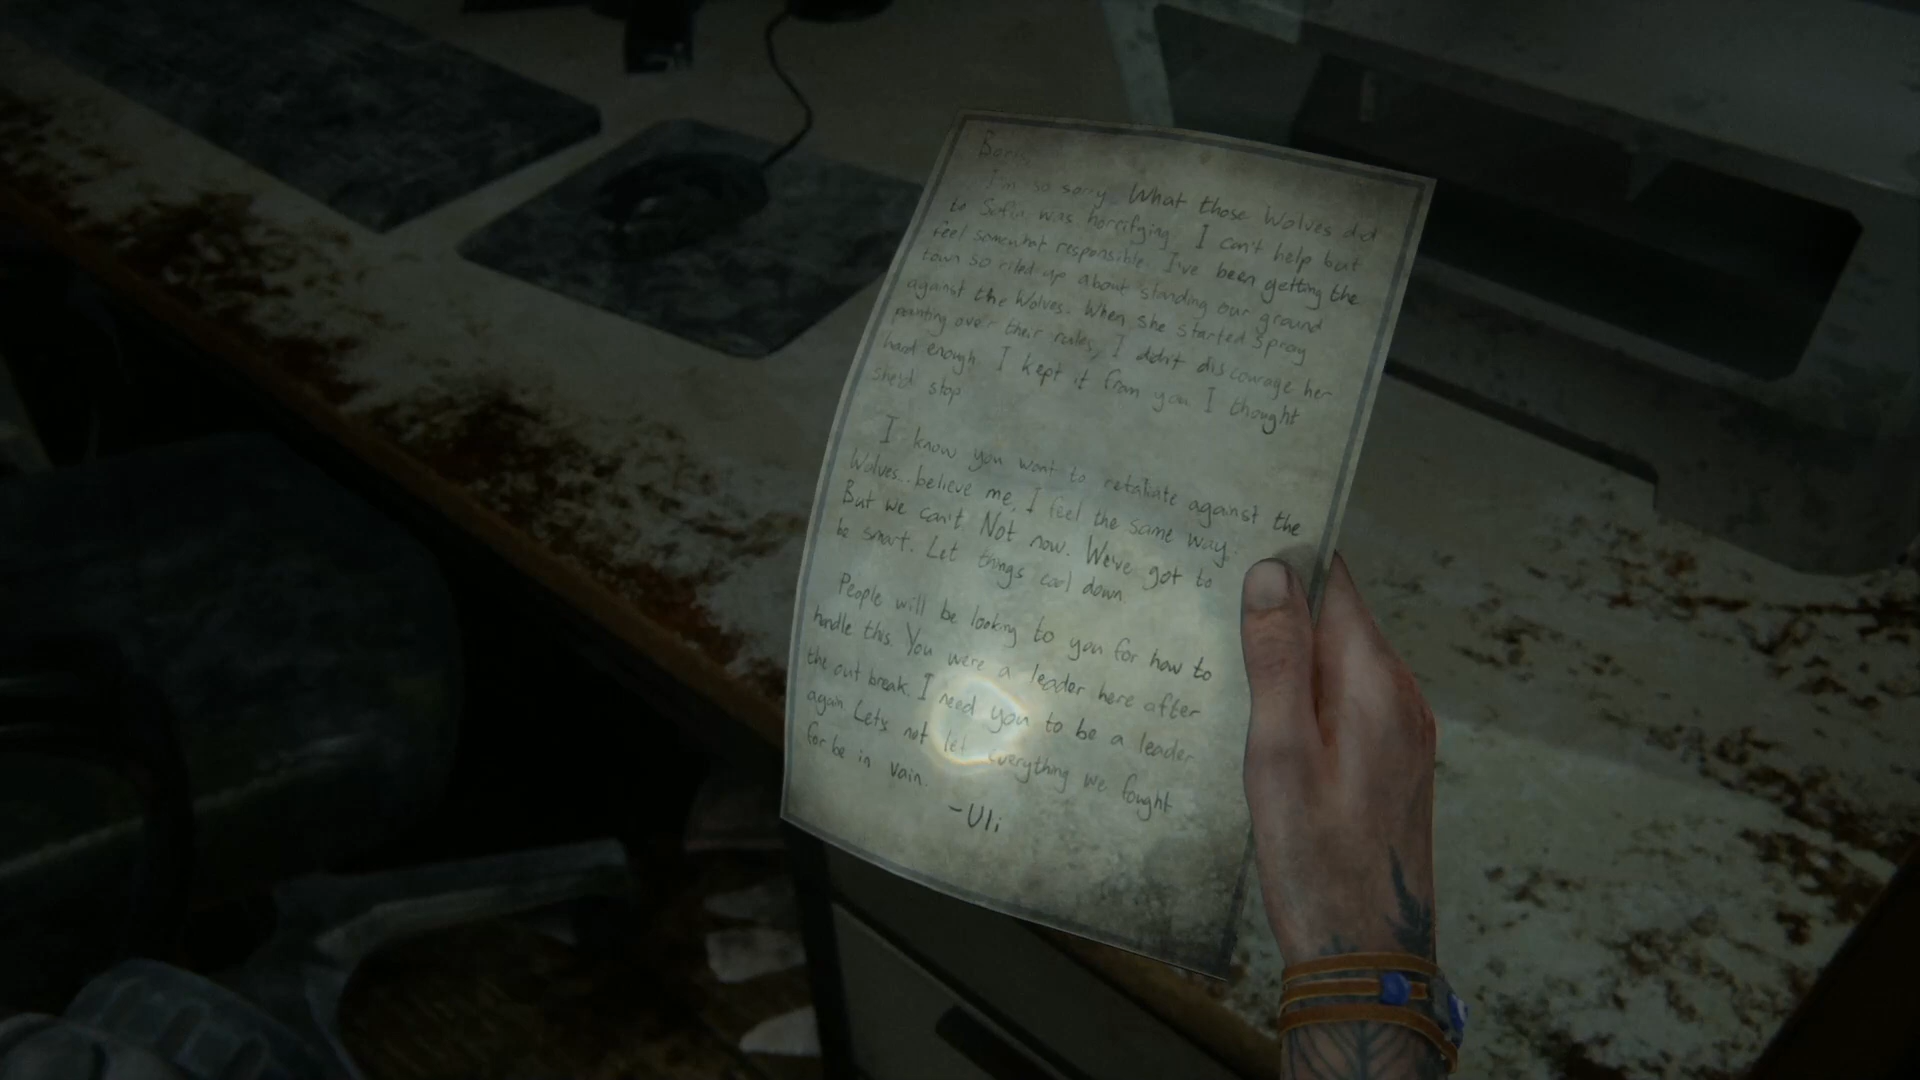 Boris,
I'm so sorry. What those Wolves did
to Sofia was horrifying. I can't help but
feel somewhat responsible. I've been getting the
town so riled up about standing our ground
against the Wolves. When she started spray
painting over their rules, I didn't discourage her
hard enough. I kept it from you. I thought
she'd stop.
I know you want to retaliate against the
Wolves...believe me, I feel the same way.
But we can't. Not now. We've got to
be smart. Let things cool down.
People will be looking to you for how to
handle this. You were a leader here after
the out break. I need you to be a leader
again. Let's not let everything we fought
for be in vain.
-Uli